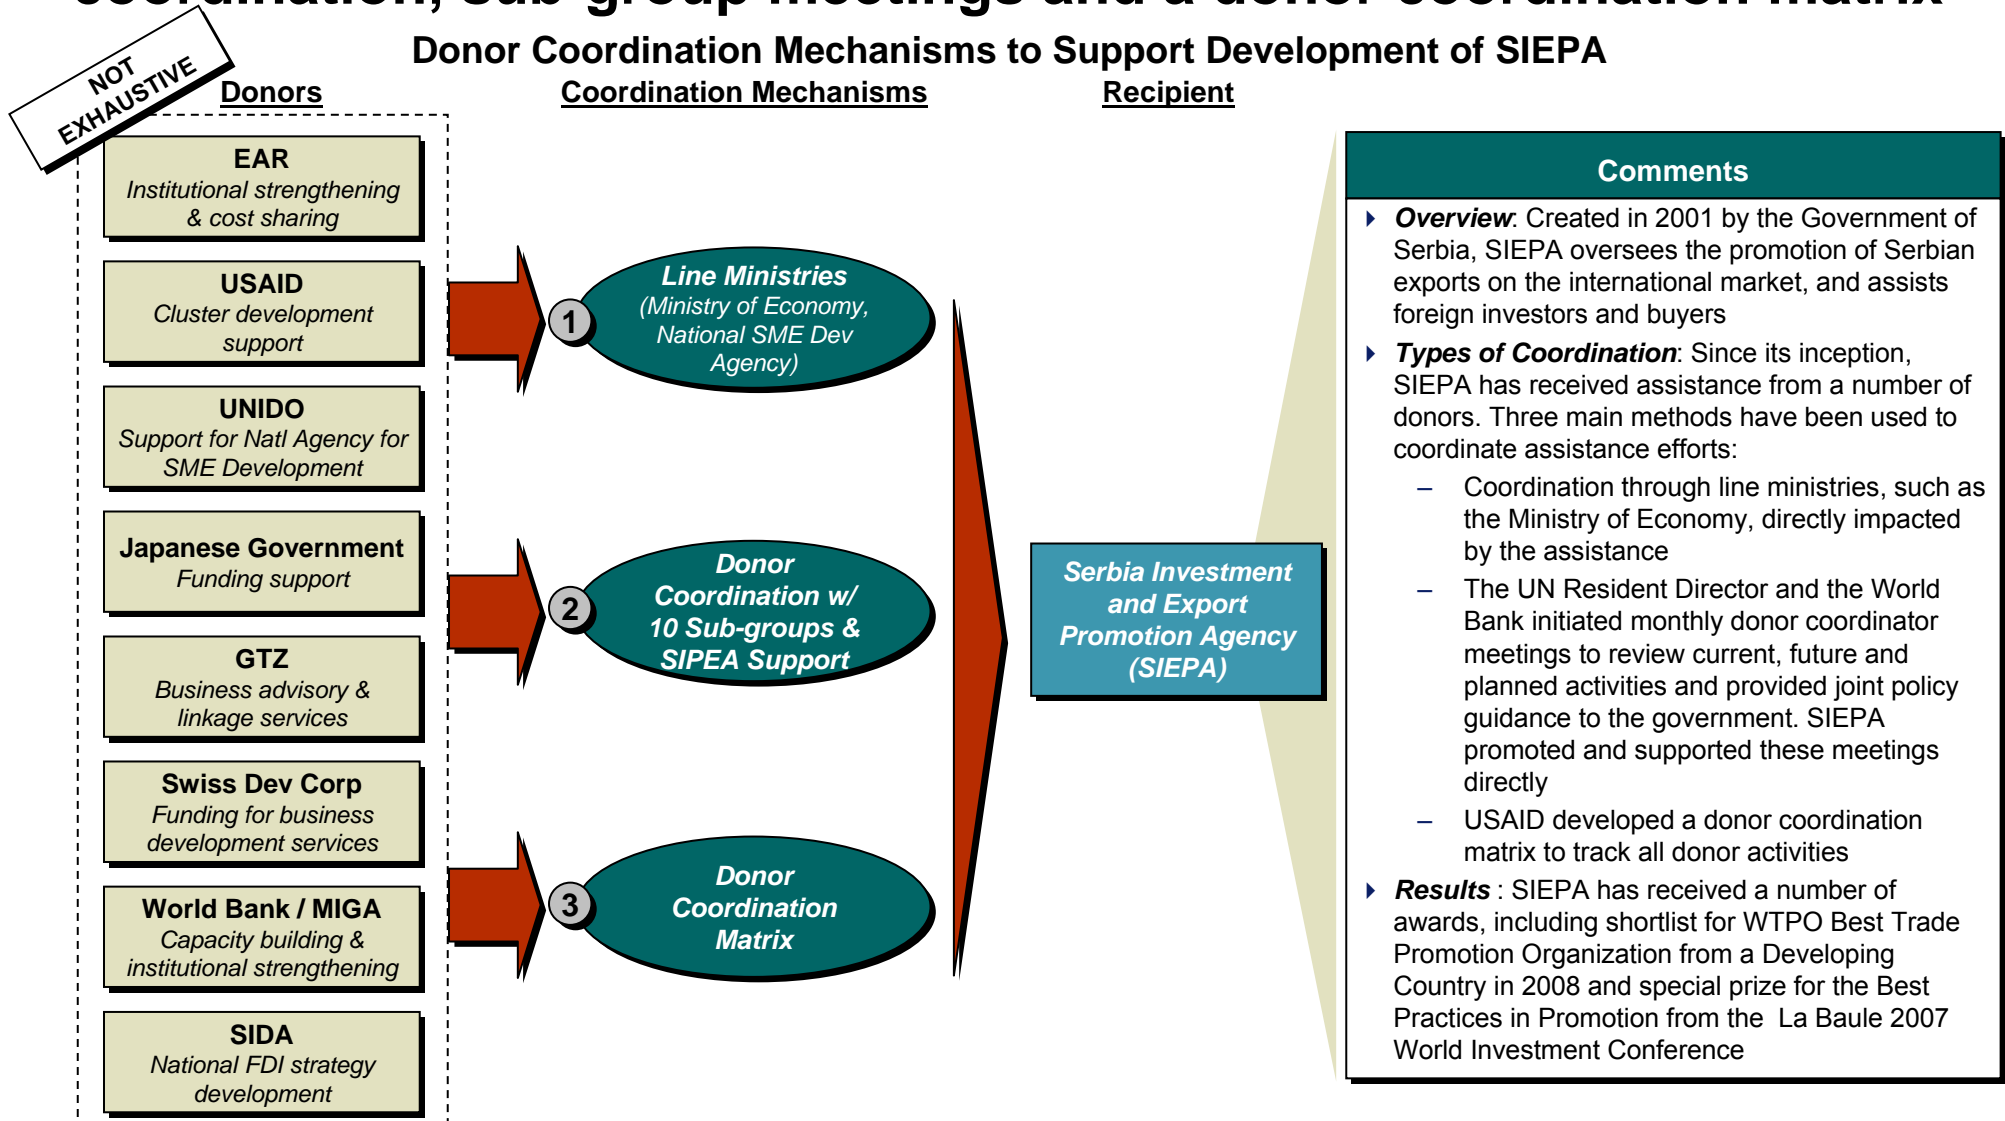 coordination, sub-group meetings and a donor coordination matrix
Donor Coordination Mechanisms to Support Development of SIEPA
NOT
EXHAUSTIVE
Donors
Coordination Mechanisms
Recipient
EAR
Institutional strengthening
& cost sharing
USAID
Cluster development
support
UNIDO
Support for Natl Agency for
SME Development
Japanese Government
Funding support
GTZ
Business advisory &
linkage services
Swiss Dev Corp
Funding for business
development services
World Bank / MIGA
Capacity building &
institutional strengthening
SIDA
National FDI strategy
development
1
Line Ministries
(Ministry of Economy,
National SME Dev
Agency)
2
Donor
Coordination w/
10 Sub-groups &
SIPEA Support
3
Donor
Coordination
Matrix
Serbia Investment
and Export
Promotion Agency
(SIEPA)
Comments
Overview: Created in 2001 by the Government of
Serbia, SIEPA oversees the promotion of Serbian
exports on the international market, and assists
foreign investors and buyers
Types of Coordination: Since its inception,
SIEPA has received assistance from a number of
donors. Three main methods have been used to
coordinate assistance efforts:
– Coordination through line ministries, such as
the Ministry of Economy, directly impacted
by the assistance
– The UN Resident Director and the World
Bank initiated monthly donor coordinator
meetings to review current, future and
planned activities and provided joint policy
guidance to the government. SIEPA
promoted and supported these meetings
directly
– USAID developed a donor coordination
matrix to track all donor activities
Results : SIEPA has received a number of
awards, including shortlist for WTPO Best Trade
Promotion Organization from a Developing
Country in 2008 and special prize for the Best
Practices in Promotion from the La Baule 2007
World Investment Conference